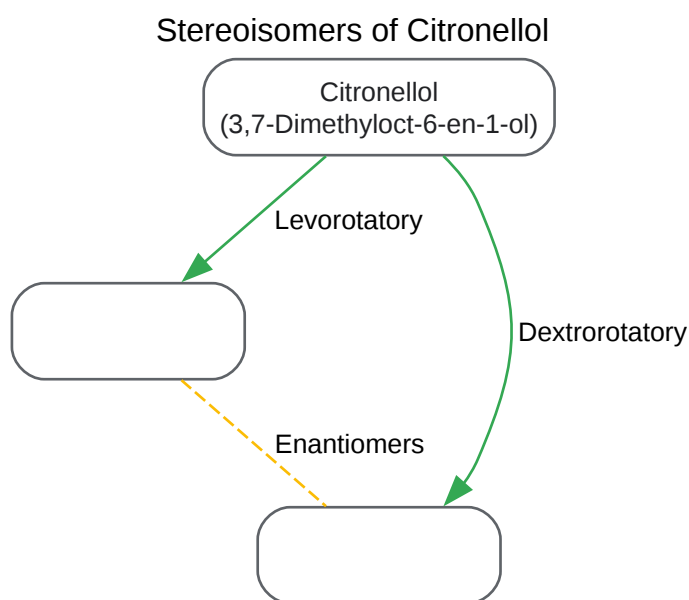 Stereoisomers of Citronellol
Citronellol
(3,7-Dimethyloct-6-en-1-ol)
Levorotatory
Dextrorotatory
Enantiomers